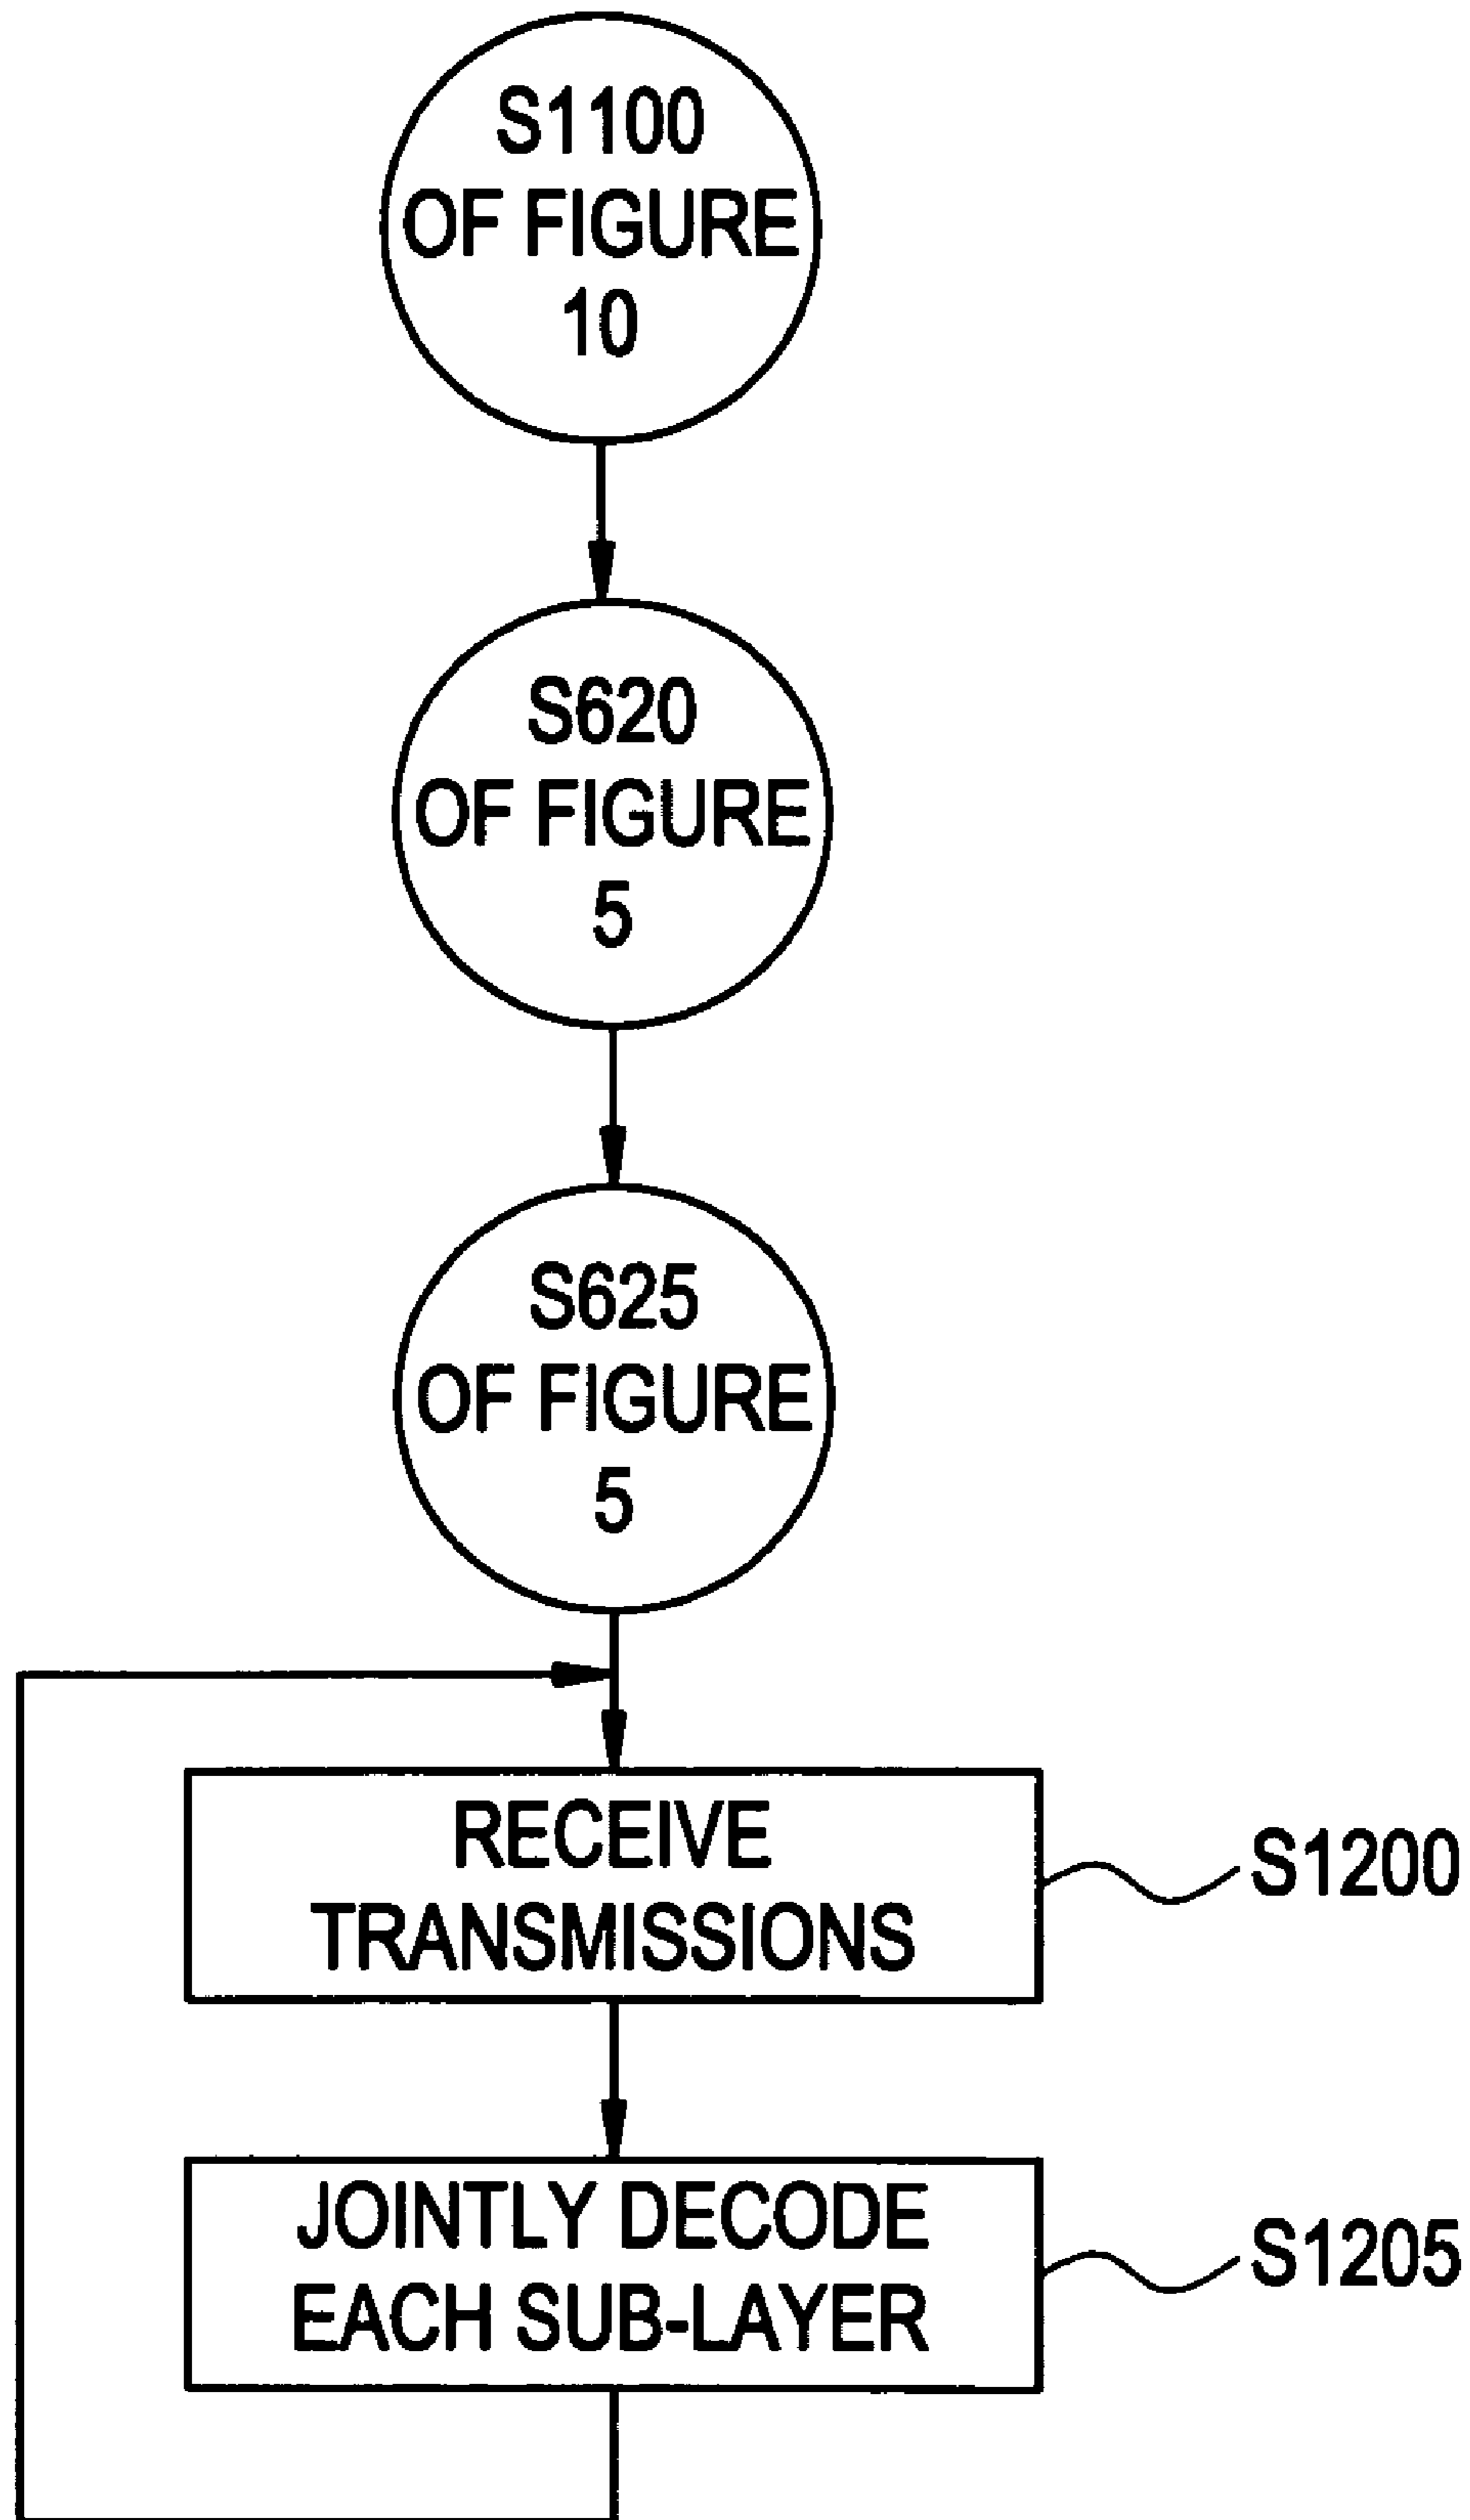 S1100
OF FIGURE
10
S620
OF FIGURE
5
S625
OF FIGURE
5
RECEIVE
TRANSMISSIONS
S1200
JOINTLY DECODE
EACH SUB-LAYER
S1205